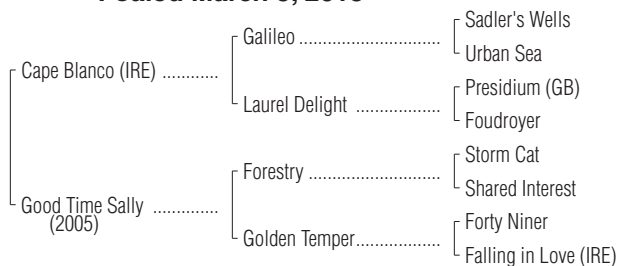 Sadler's Wells
Galileo
Urban Sea
Cape Blanco (IRE)
Presidium (GB)
Laurel Delight
Foudroyer
Storm Cat
Forestry
Shared Interest
Good Time Sally
(2005)
Forty Niner
Golden Temper
Falling in Love (IRE)